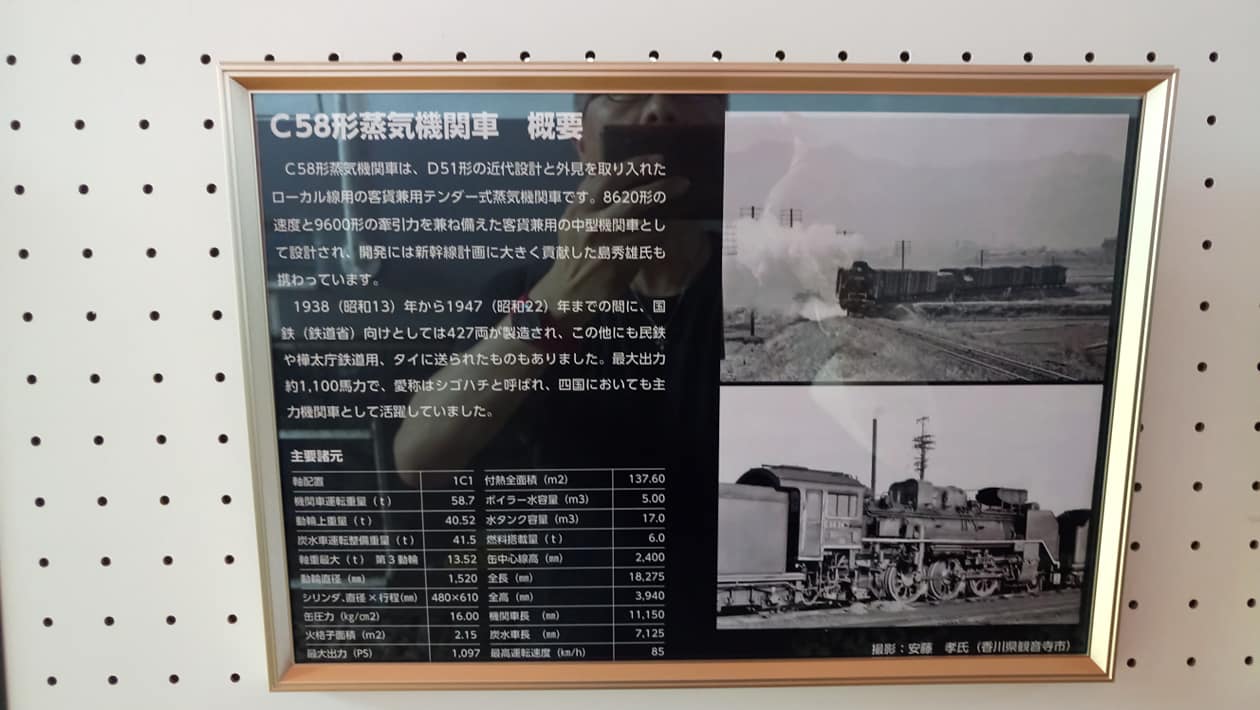 C58形蒸気機関車　概要
C58形蒸気機関車は、D51形の近代設計と外見を取り入れた
ローカル線用の客貨兼用テンダー式蒸気機関車です。8620形の
速度と9600形の牽引力を兼ね備えた客貨兼用の中型機関車とし
て設計され、開発には新幹線計画に大きく貢献した島秀雄氏も
携わっています。
1938（昭和13）年から1947（昭和22）年までの間に、国
鉄（鉄道省）向けとしては427両が製造され、この他にも民鉄
や樺太庁鉄道用、タイに送られたものもありました。最大出力
約1,100馬力で、愛称はシゴハチと呼ばれ、四国においても主
力機関車として活躍していました。
主要諸元
軸配置 1C1 付熱全面積（m2） 137.60
機関車運転重量（t） 58.7 ボイラー水容量（m3） 5.00
動輪上重量（t） 40.52 水タンク容量（m3） 17.0
炭水車運転整備重量（t） 41.5 燃料搭載量（t） 6.0
軸重最大（t）　第３動輪 13.52 缶中心線高（㎜） 2,400
動輪直径（㎜） 1,520 全長（㎜） 18,275
シリンダ､直径×行程(㎜) 480×610 全高（㎜） 3,940
缶圧力（㎏/c㎡2） 16.00 機関車長　（㎜） 11,150
火格子面積（m2） 2.15 炭水車長　（㎜） 7,125
最大出力（PS） 1,097 最高運転速度（㎞/h） 85
撮影：安藤　孝氏（香川県観音寺市）